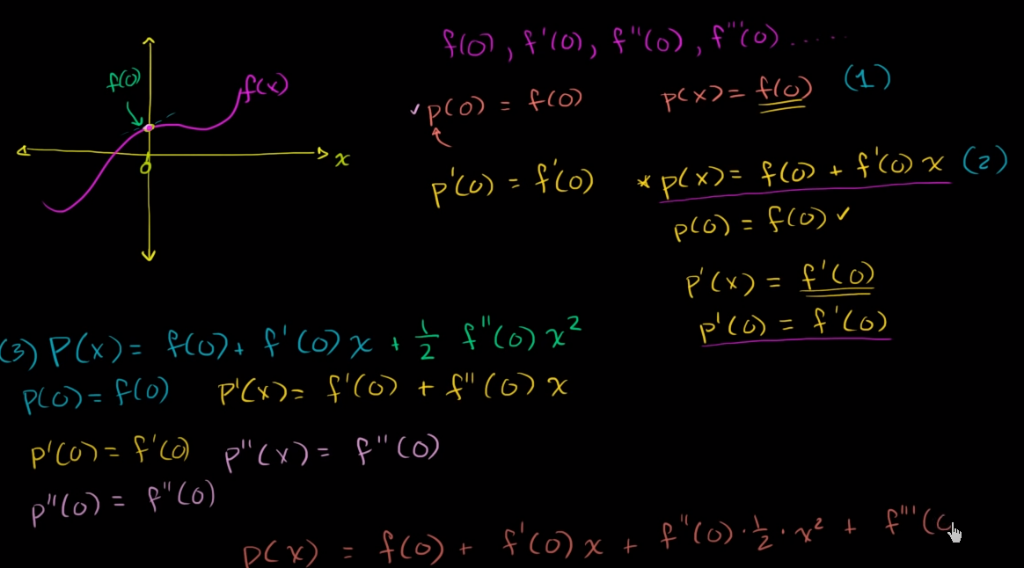 f(0), f'(0), f''(0), f'''(0) .....
f(0)
f(x)
p(0) = f(0)
p(x) = f(0) (1)
x
0
p'(0) = f'(0)
* p(x) = f(0) + f'(0) x (2)
p(0) = f(0) ✓
p'(x) = f'(0)
p'(0) = f'(0)
(3) P(x) = f(0) + f'(0) x + 1/2 f''(0) x²
P(0) = f(0)
P'(x) = f'(0) + f''(0) x
P'(0) = f'(0)
P''(x) = f''(0)
P''(0) = f''(0)
P(x) = f(0) + f'(0) x + f''(0) · 1/2 · x² + f'''(0